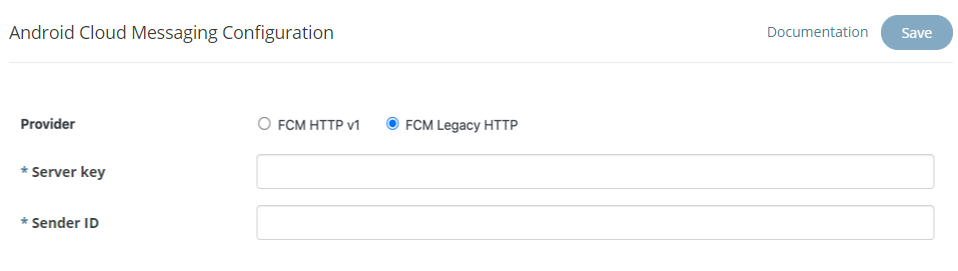 Android Cloud Messaging Configuration Documentation Save
Provider FCM HTTP v1 FCM Legacy HTTP
* Server key
* Sender ID